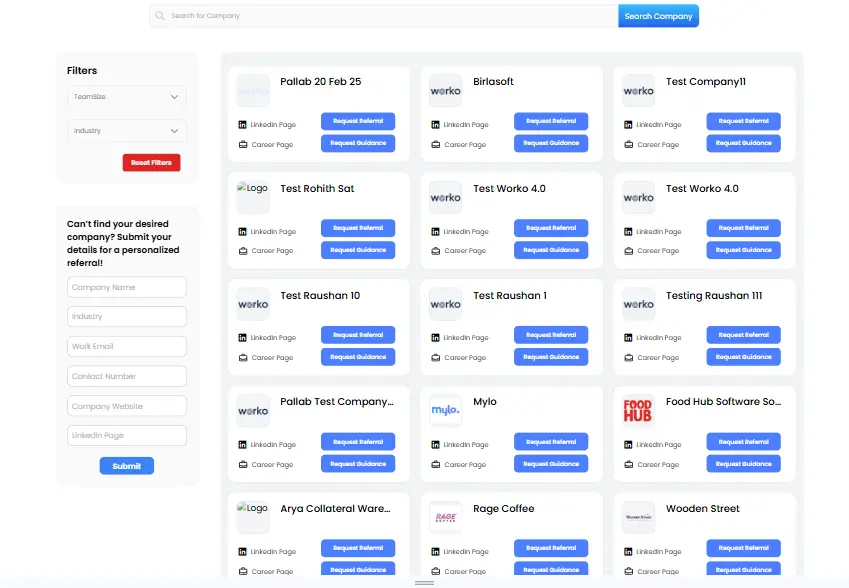 Search for Company
Search Company
Filters
TeamSize
Industry
Reset Filters
Can't find your desired
company? Submit your
details for a personalized
referral!
Company Name
Industry
Work Email
Contact Number
Company Website
LinkedIn Page
Submit
Pallab 20 Feb 25
LinkedIn Page
Request Referral
Career Page
Request Guidance
worko
Birlasoft
LinkedIn Page
Request Referral
Career Page
Request Guidance
worko
Test Company11
LinkedIn Page
Request Referral
Career Page
Request Guidance
Logo
Test Rohith Sat
LinkedIn Page
Request Referral
Career Page
Request Guidance
worko
Test Worko 4.0
LinkedIn Page
Request Referral
Career Page
Request Guidance
worko
Test Worko 4.0
LinkedIn Page
Request Referral
Career Page
Request Guidance
worko
Test Raushan 10
LinkedIn Page
Request Referral
Career Page
Request Guidance
worko
Test Raushan 1
LinkedIn Page
Request Referral
Career Page
Request Guidance
worko
Testing Raushan 111
LinkedIn Page
Request Referral
Career Page
Request Guidance
worko
Pallab Test Company...
LinkedIn Page
Request Referral
Career Page
Request Guidance
mylo.
Mylo
LinkedIn Page
Request Referral
Career Page
Request Guidance
FOOD
HUB
Food Hub Software So...
LinkedIn Page
Request Referral
Career Page
Request Guidance
Logo
Arya Collateral Ware...
LinkedIn Page
Request Referral
Career Page
Request Guidance
RAGE
COFFEE
Rage Coffee
LinkedIn Page
Request Referral
Career Page
Request Guidance
Wooden Street
Wooden Street
LinkedIn Page
Request Referral
Career Page
Request Guidance